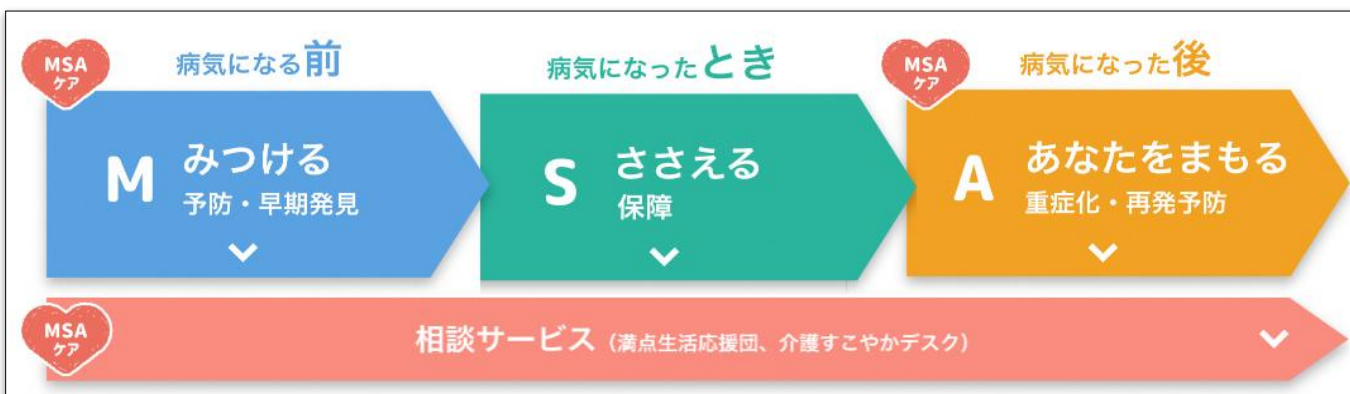 MSA
ケア
病気になる前
M
みつける
予防・早期発見
病気になったとき
S
ささえる
保障
MSA
ケア
病気になった後
A
あなたをまもる
重症化・再発予防
MSA
ケア
相談サービス（満点生活応援団、介護すこやかデスク）